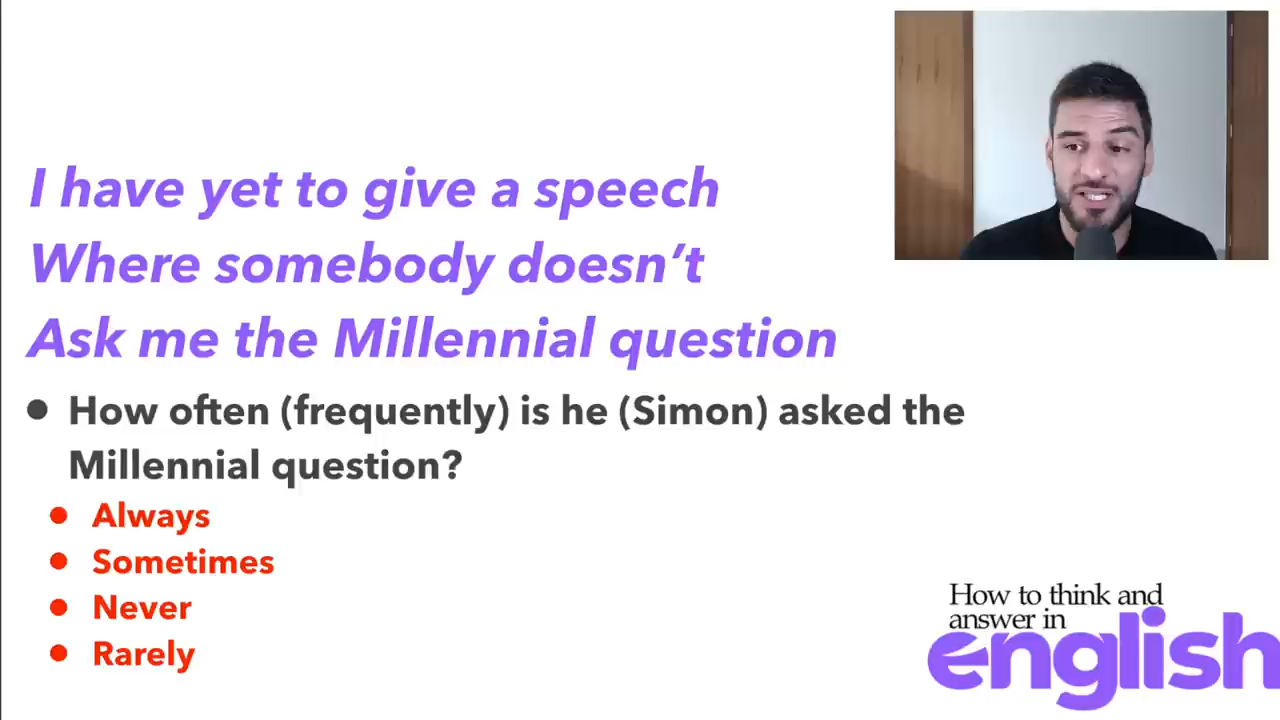 I have yet to give a speech
Where somebody doesn’t
Ask me the Millennial question
How often (frequently) is he (Simon) asked the
Millennial question?
Always
Sometimes
Never
Rarely
How to think and
answer in
english